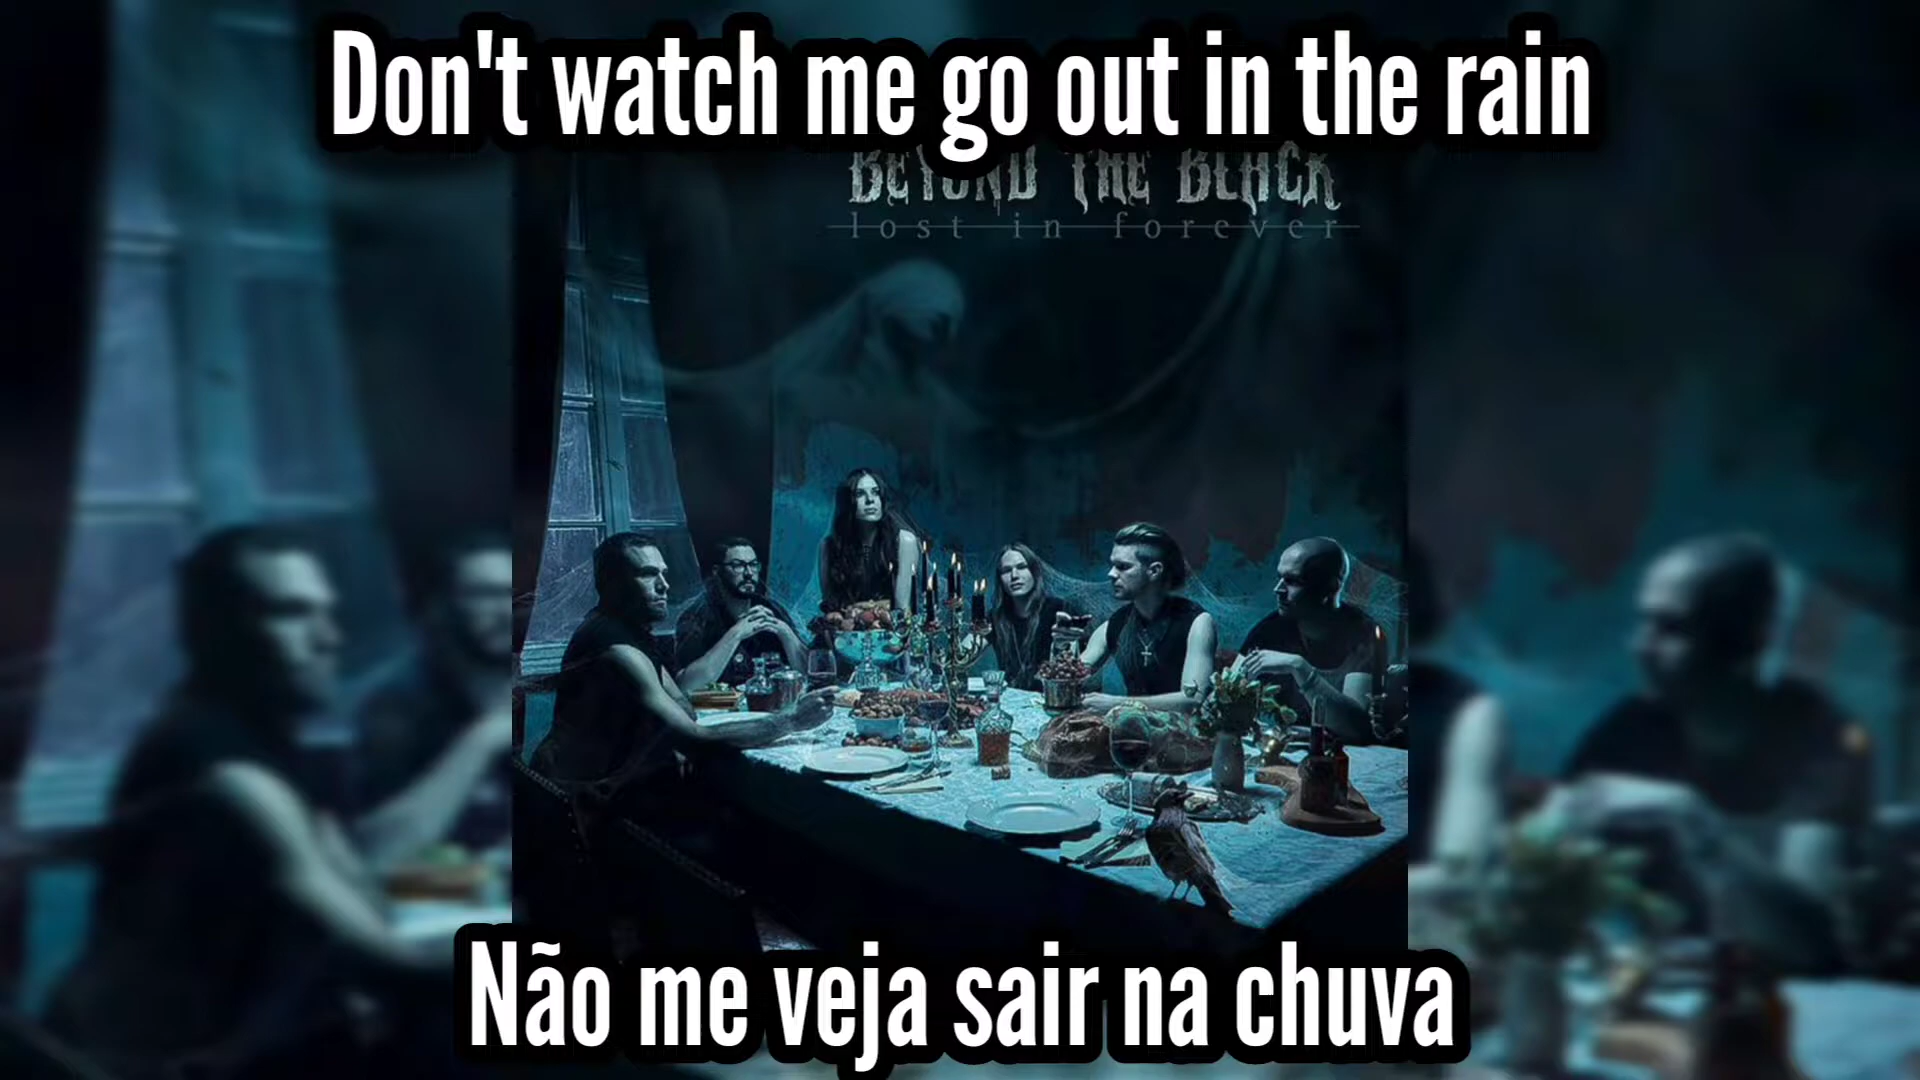 Don't watch me go out in the rain
BEYOND THE BLACK
lost in forever
Não me veja sair na chuva